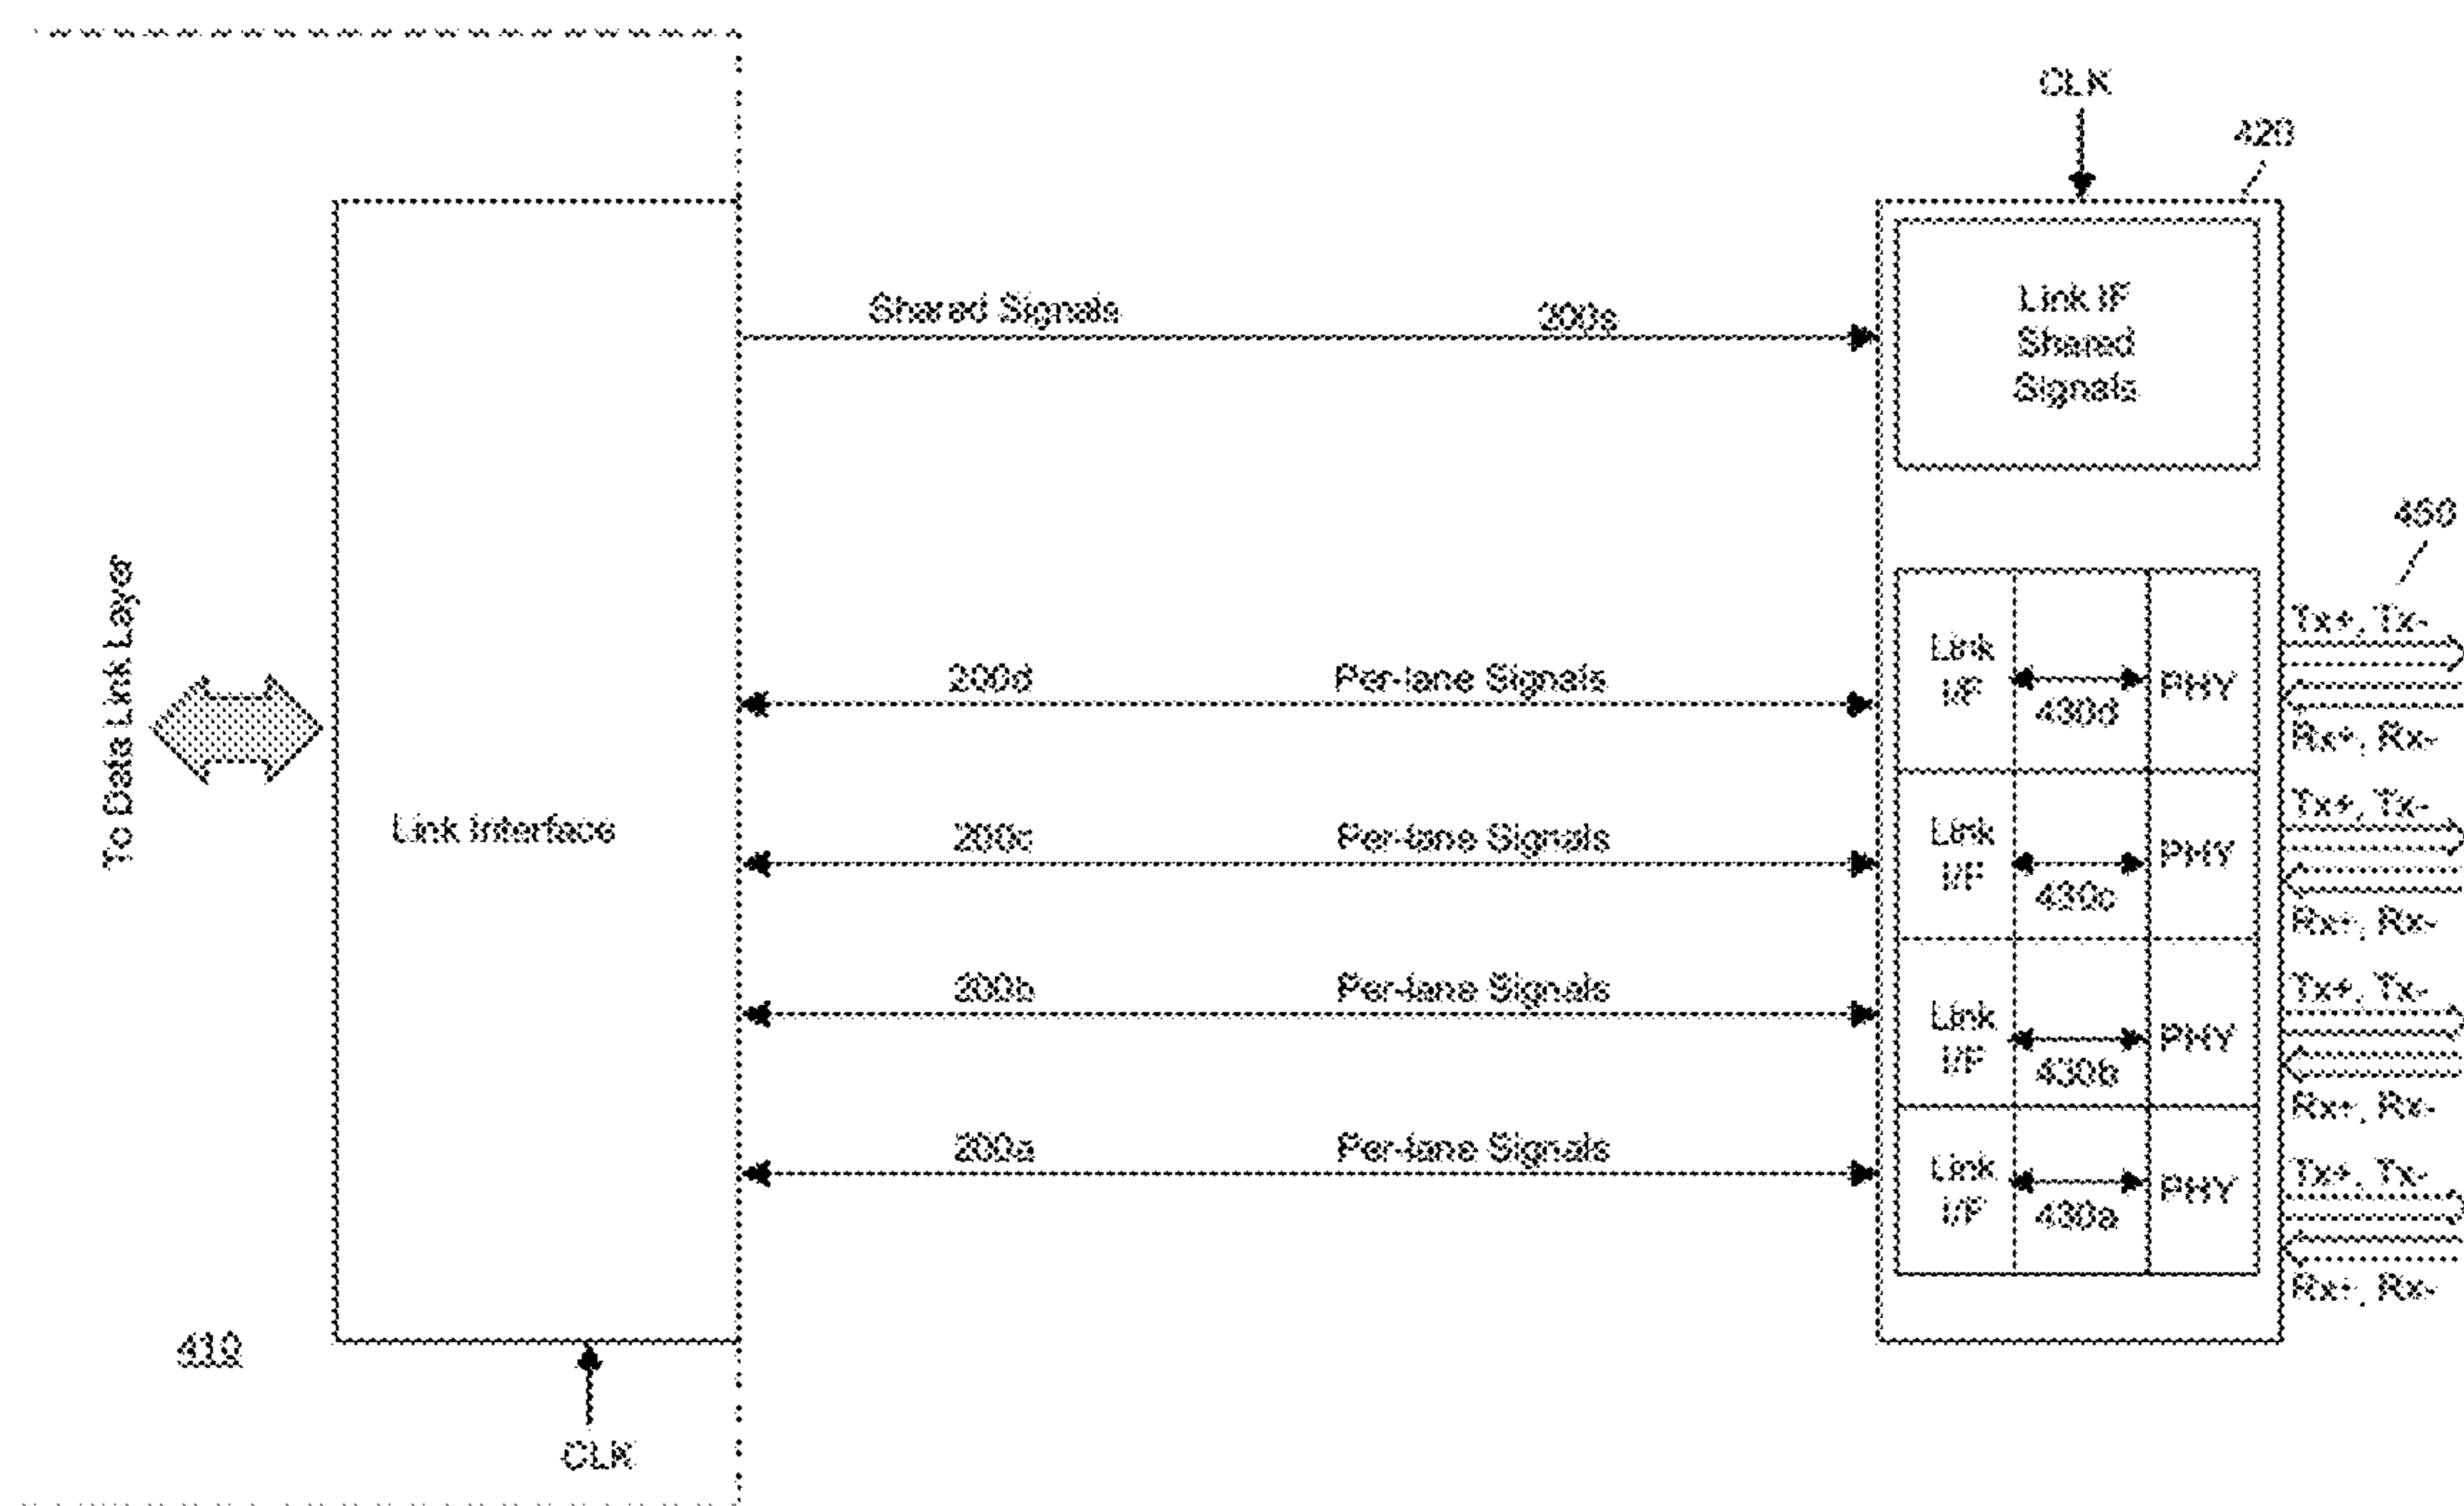 CLK
420
Shared Signals
200s
Link IF
Shared
Signals
450
To Data Link Layer
Link Interface
200d
Per-lane Signals
Link
I/F
430d
PHY
Tx+, Tx-
Rx+, Rx-
200c
Per-lane Signals
Link
I/F
430c
PHY
Tx+, Tx-
Rx+, Rx-
200b
Per-lane Signals
Link
I/F
430b
PHY
Tx+, Tx-
Rx+, Rx-
200a
Per-lane Signals
Link
I/F
430a
PHY
Tx+, Tx-
Rx+, Rx-
410
CLK